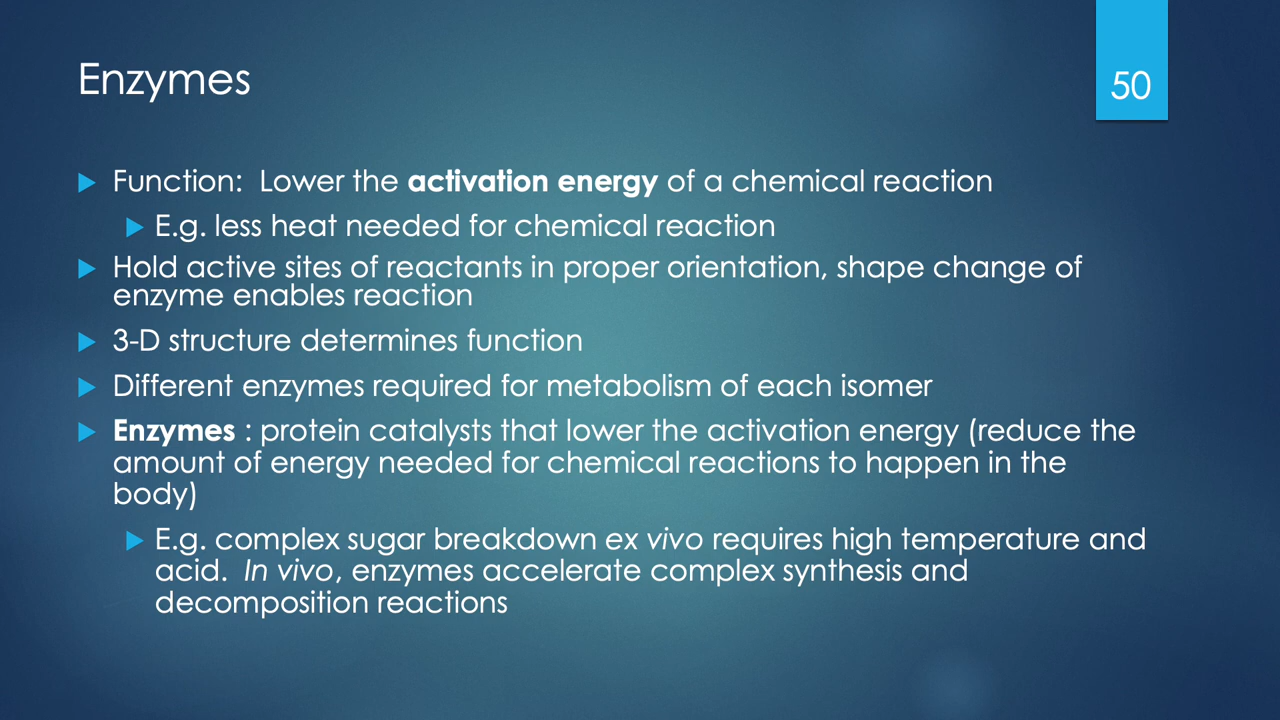 Enzymes
50
Function:  Lower the activation energy of a chemical reaction
E.g. less heat needed for chemical reaction
Hold active sites of reactants in proper orientation, shape change of
enzyme enables reaction
3-D structure determines function
Different enzymes required for metabolism of each isomer
Enzymes : protein catalysts that lower the activation energy (reduce the
amount of energy needed for chemical reactions to happen in the
body)
E.g. complex sugar breakdown ex vivo requires high temperature and
acid.  In vivo, enzymes accelerate complex synthesis and
decomposition reactions